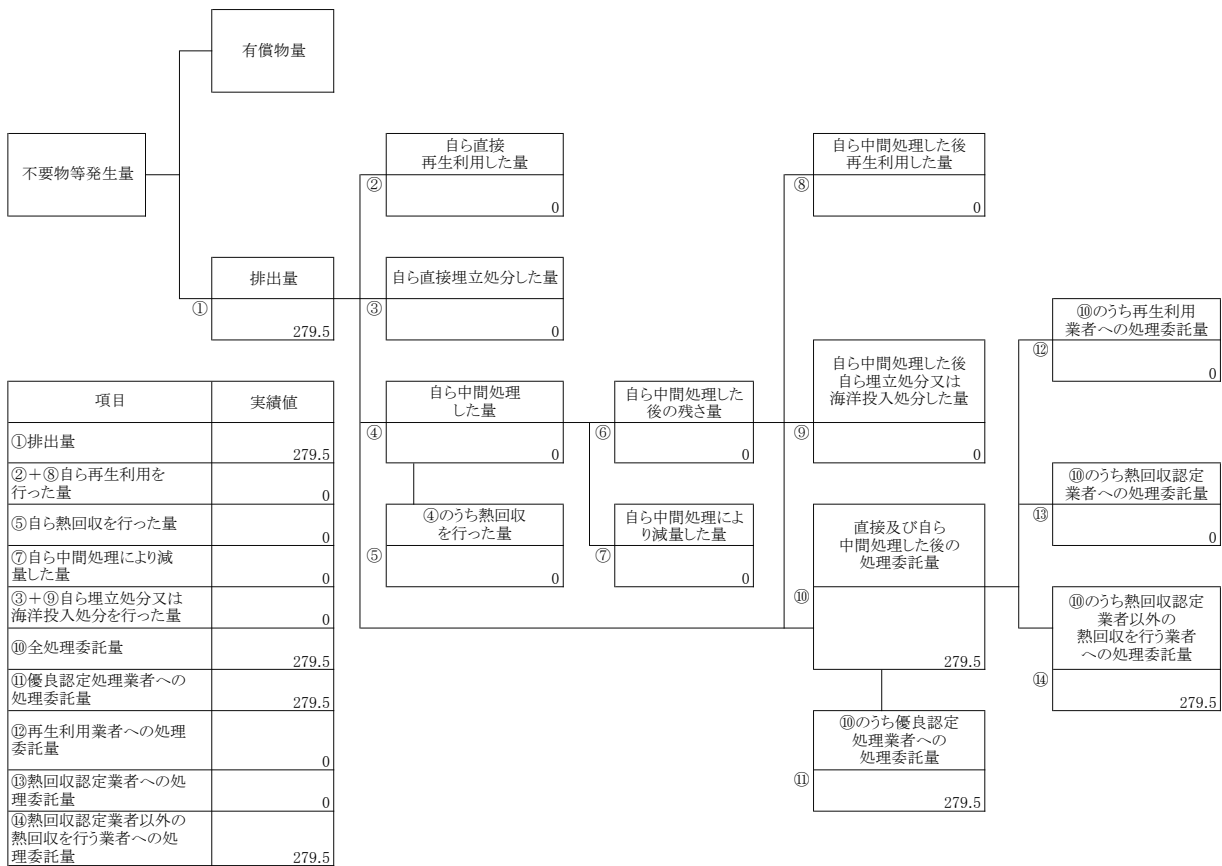 有償物量
不要物等発生量
自ら直接
再生利用した量
②
0
自ら中間処理した後
再生利用した量
⑧
0
排出量
①
279.5
自ら直接埋立処分した量
③
0
⑩のうち再生利用
業者への処理委託量
⑫
0
自ら中間処理
した量
④
0
自ら中間処理した
後の残さ量
⑥
0
自ら中間処理した後
自ら埋立処分又は
海洋投入処分した量
⑨
0
⑩のうち熱回収認定
業者への処理委託量
⑬
0
④のうち熱回収
を行った量
⑤
0
自ら中間処理によ
り減量した量
⑦
0
直接及び自ら
中間処理した後の
処理委託量
⑩
279.5
⑩のうち熱回収認定
業者以外の
熱回収を行う業者
への処理委託量
⑭
279.5
⑩のうち優良認定
処理業者への
処理委託量
⑪
279.5
項目 実績値
①排出量 279.5
②＋⑧自ら再生利用を
行った量 0
⑤自ら熱回収を行った量 0
⑦自ら中間処理により減
量した量 0
③＋⑨自ら埋立処分又は
海洋投入処分を行った量 0
⑩全処理委託量 279.5
⑪優良認定処理業者への
処理委託量 279.5
⑫再生利用業者への処理
委託量 0
⑬熱回収認定業者への処
理委託量 0
⑭熱回収認定業者以外の
熱回収を行う業者への処
理委託量 279.5